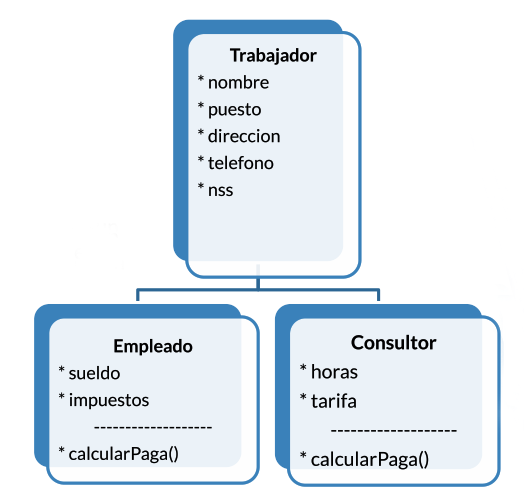 Trabajador
* nombre
* puesto
* direccion
* telefono
* nss
Empleado
* sueldo
* impuestos
-------------------
* calcularPaga()
Consultor
* horas
* tarifa
-------------------
* calcularPaga()